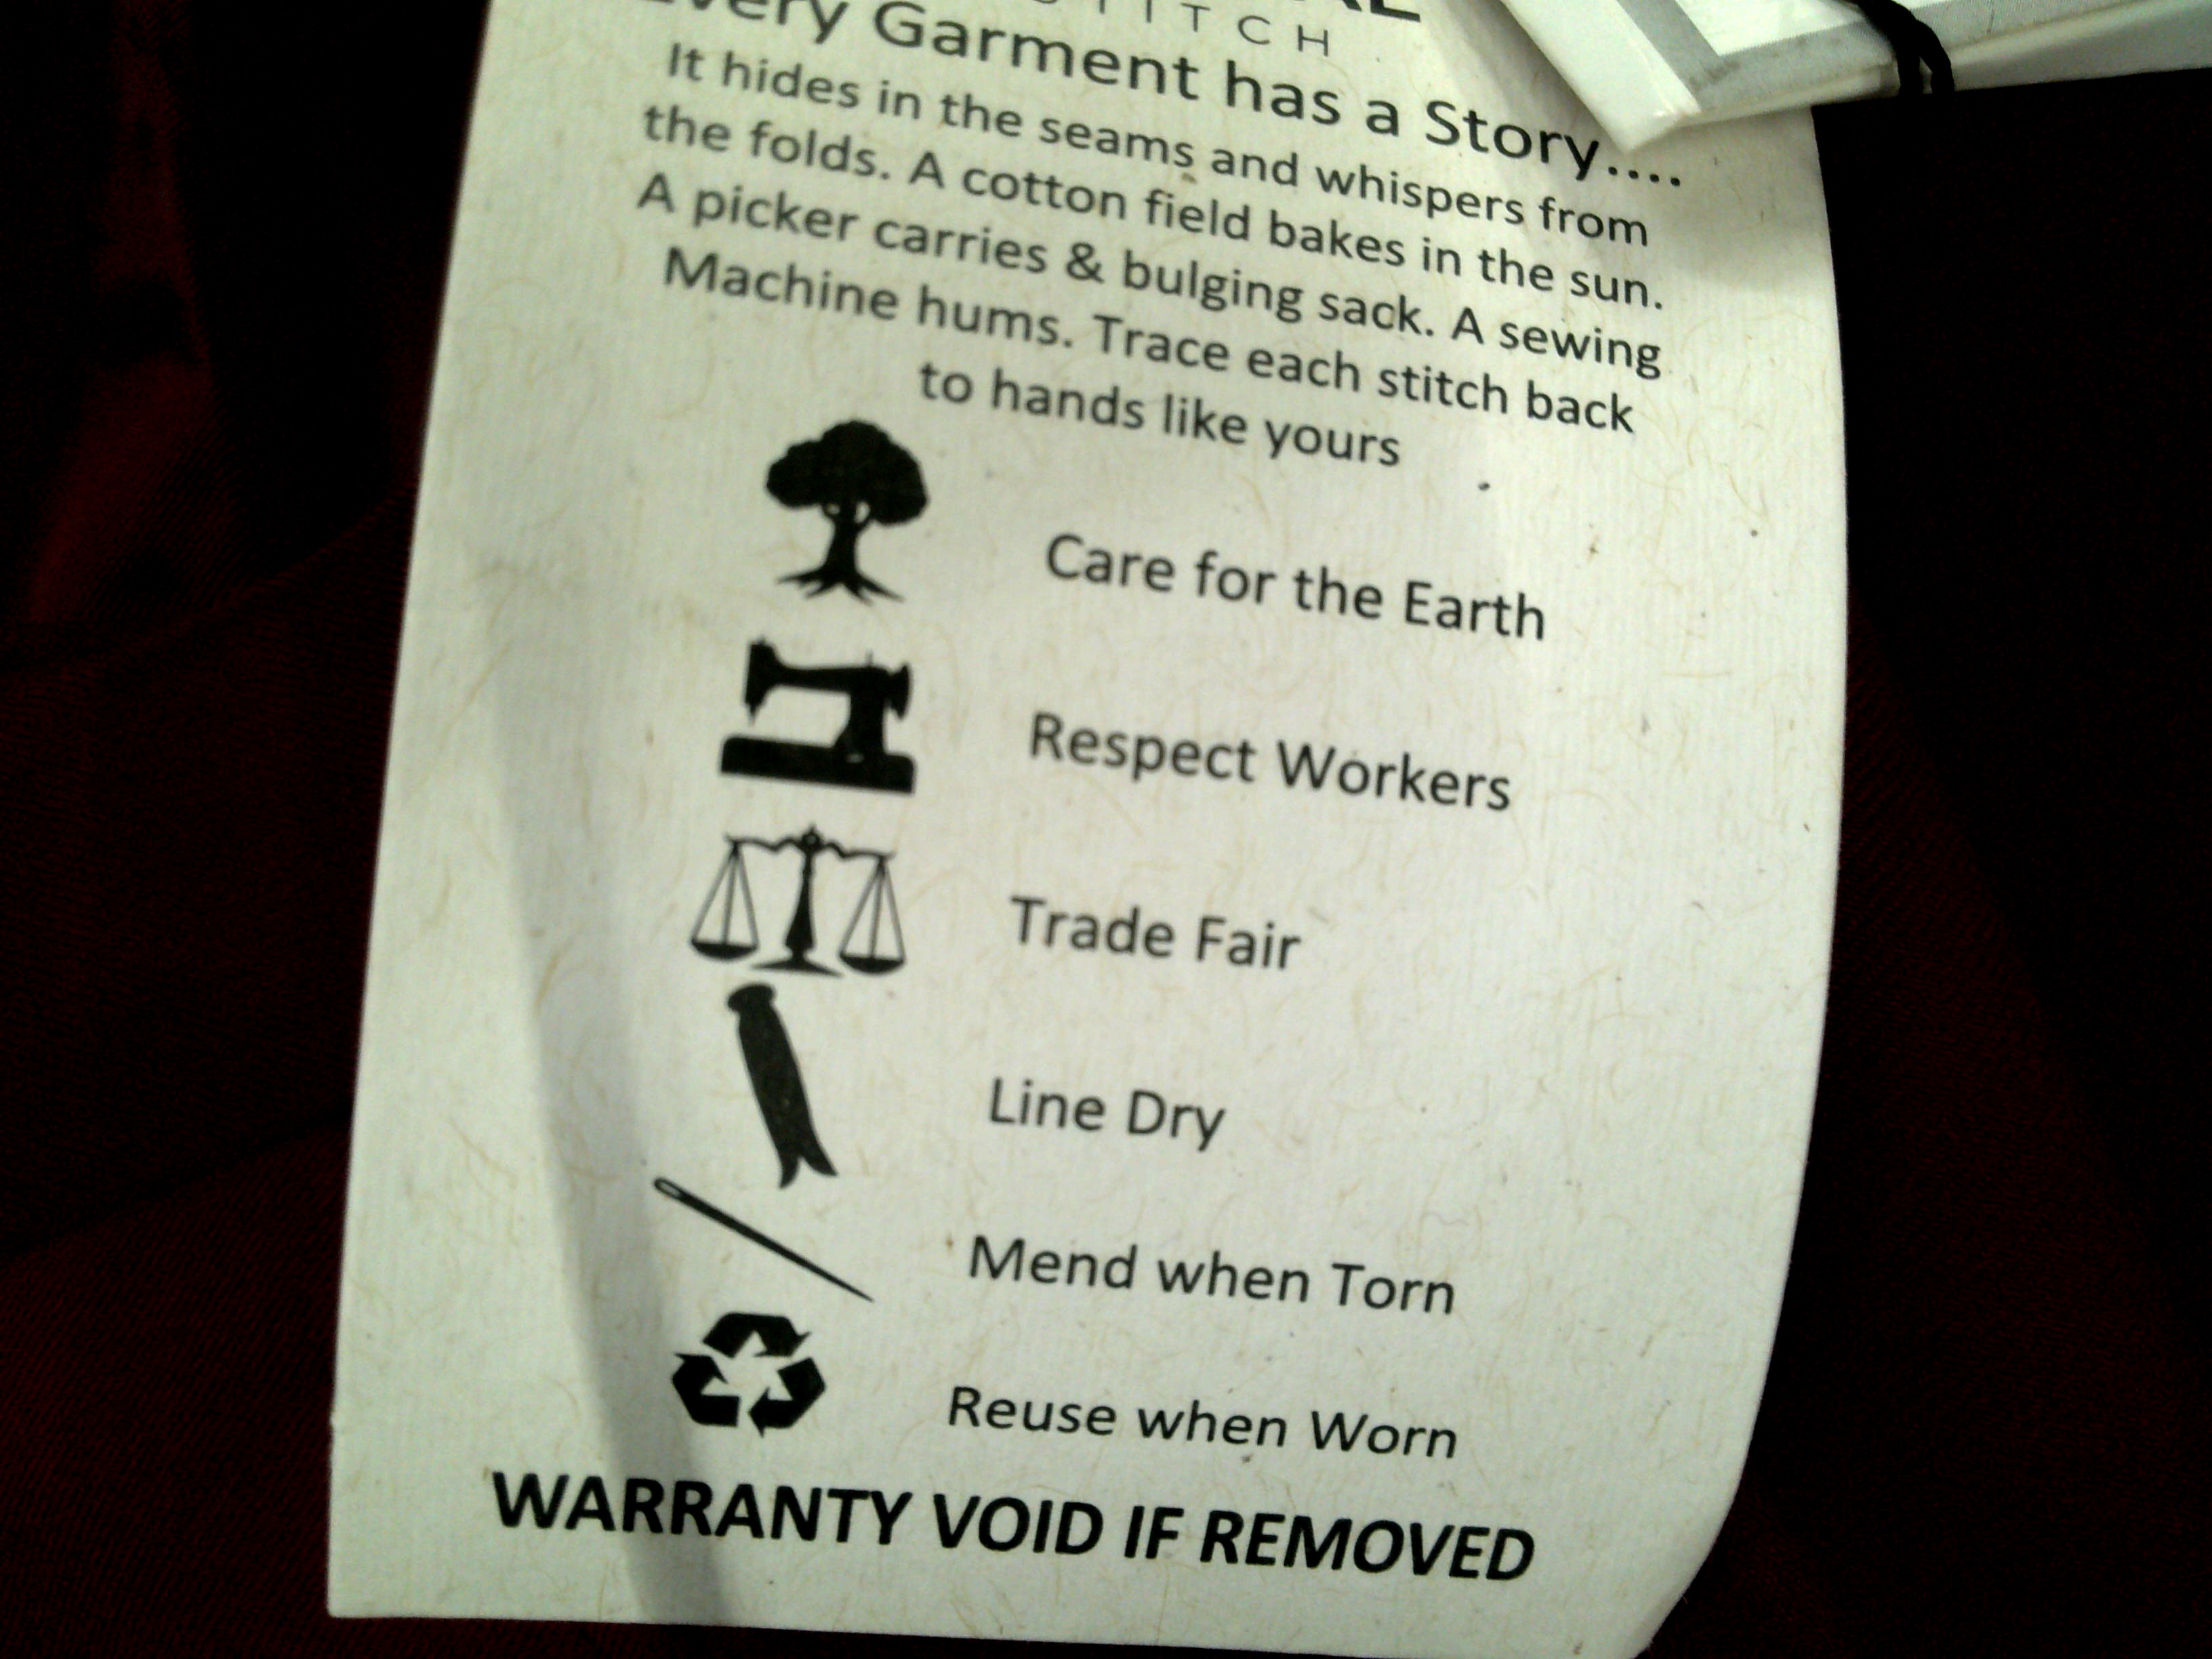 STITCH
Every Garment has a Story....
It hides in the seams and whispers from
the folds. A cotton field bakes in the sun.
A picker carries & bulging sack. A sewing
Machine hums. Trace each stitch back
to hands like yours
Care for the Earth
Respect Workers
Trade Fair
Line Dry
Mend when Torn
Reuse when Worn
WARRANTY VOID IF REMOVED